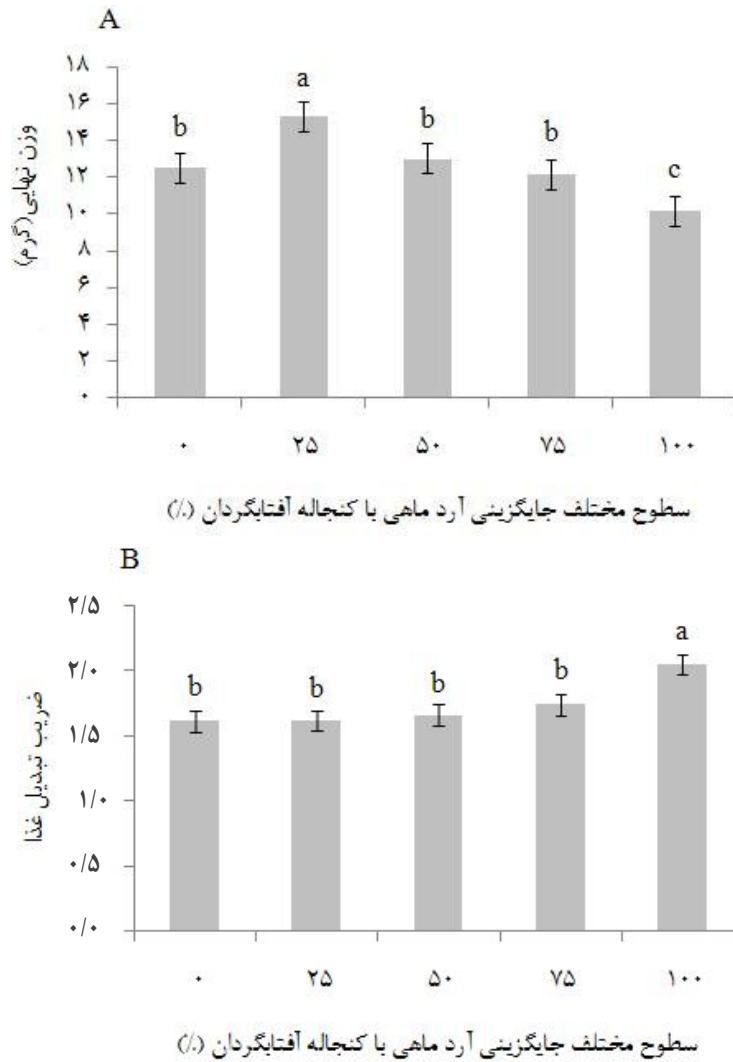 A
۱۸
۱۶
۱۴
۱۲
۱۰
۸
۶
۴
۲
۰
وزن نهایی(گرم)
b
a
b
b
c
۰ ۲۵ ۵۰ ۷۵ ۱۰۰
سطوح مختلف جایگزینی آرد ماهی با کنجاله آفتابگردان (٪)
B
۲/۵
۲/۰
۱/۵
۱/۰
۰/۵
۰/۰
ضریب تبدیل غذا
b
b
b
b
a
۰ ۲۵ ۵۰ ۷۵ ۱۰۰
سطوح مختلف جایگزینی آرد ماهی با کنجاله آفتابگردان (٪)